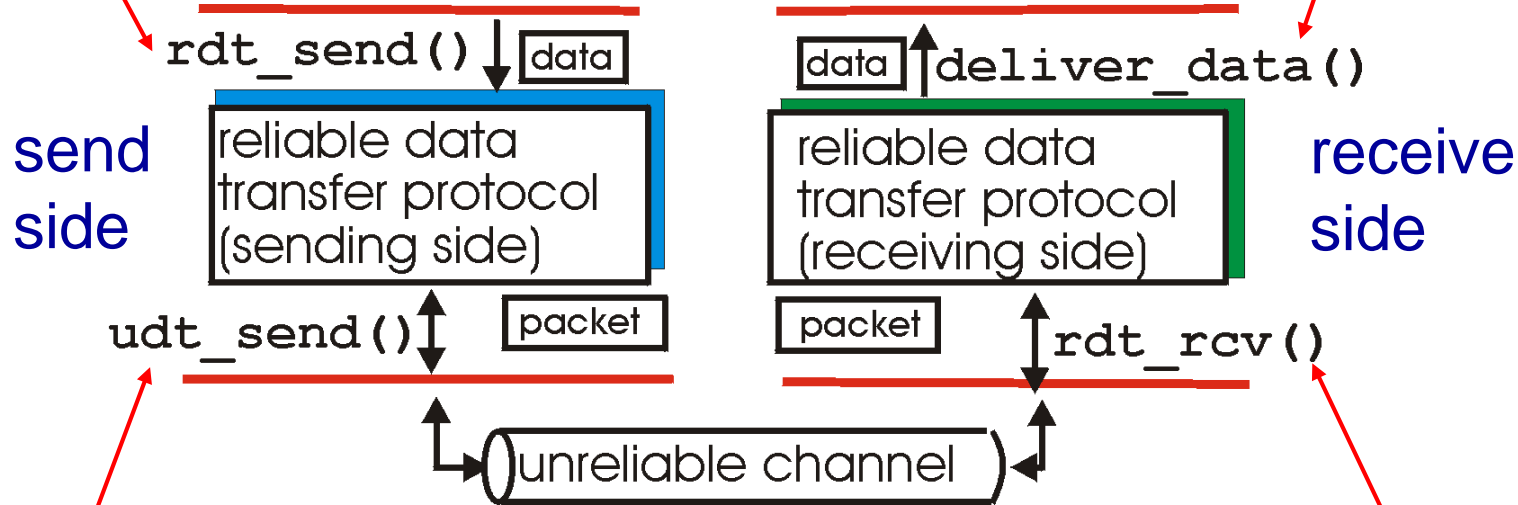 rdt_send()
data
data
deliver_data()
send
side
reliable data
transfer protocol
(sending side)
reliable data
transfer protocol
(receiving side)
receive
side
udt_send()
packet
packet
rdt_rcv()
unreliable channel